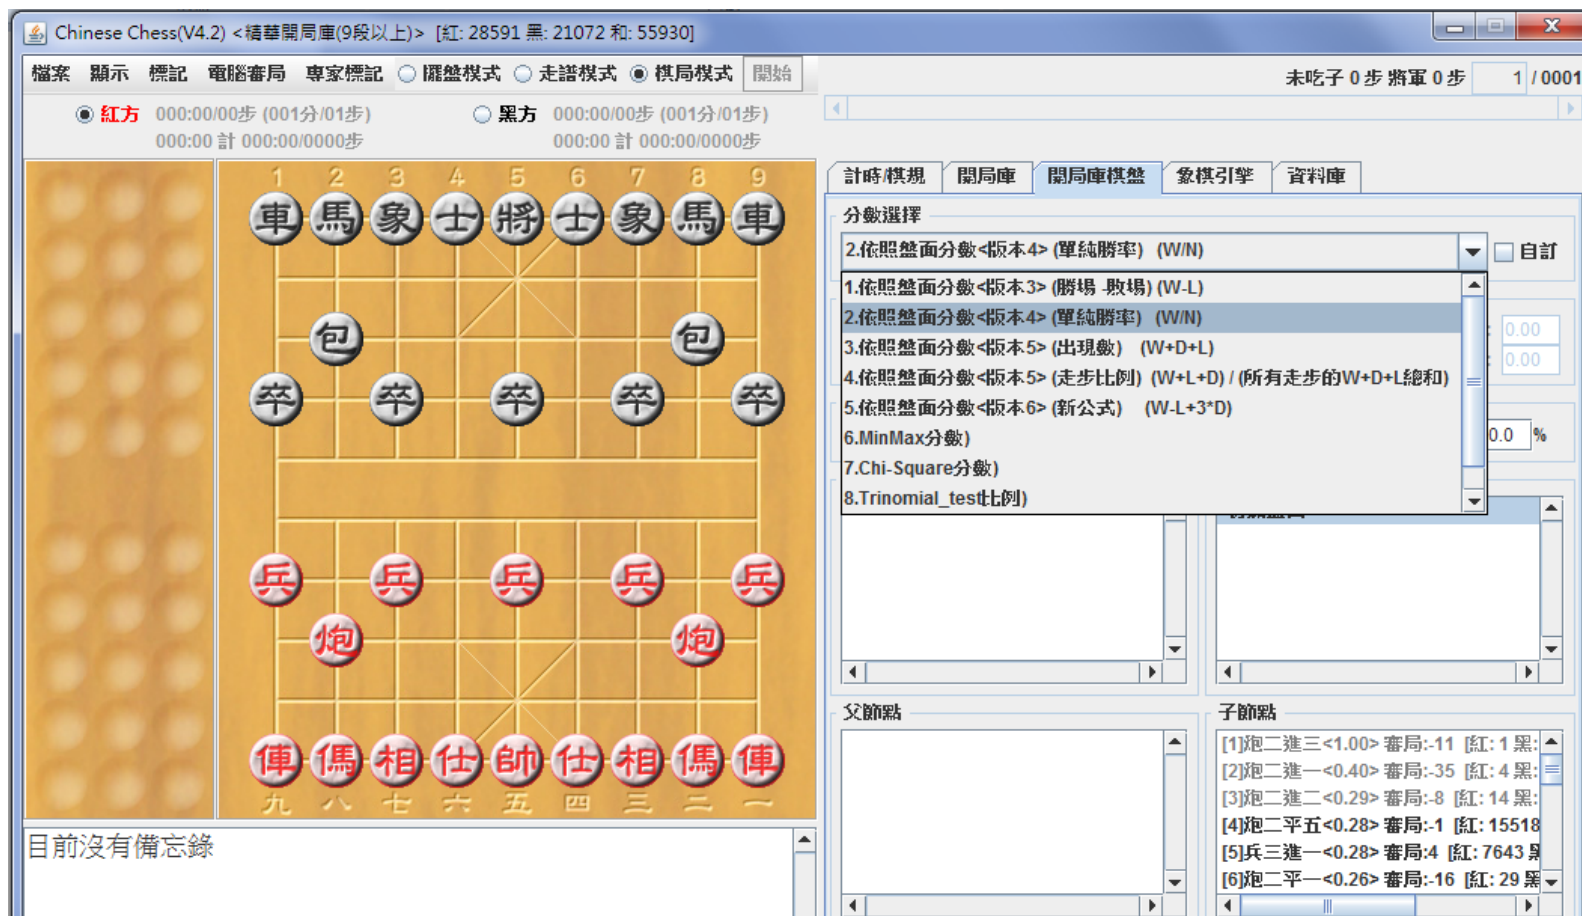 Chinese Chess(V4.2) <精華開局庫(9段以上)> [紅: 28591 黑: 21072 和: 55930]
檔案 顯示 標記 電腦審局 專家標記 擺盤模式 走譜模式 棋局模式 開始
未吃子 0 步 將軍 0 步 1 / 0001
紅方 000:00/00步 (001分/01步) 黑方 000:00/00步 (001分/01步)
000:00 計 000:00/0000步 000:00 計 000:00/0000步
1 2 3 4 5 6 7 8 9
車 馬 象 士 將 士 象 馬 車
包 包
卒 卒 卒 卒 卒
兵 兵 兵 兵 兵
炮 炮
俥 傌 相 仕 帥 仕 相 傌 俥
九 八 七 六 五 四 三 二 一
目前沒有備忘錄
計時/棋規 開局庫 開局庫棋盤 象棋引擎 資料庫
分數選擇
2.依照盤面分數<版本4> (單純勝率) (W/N) 自訂
1.依照盤面分數<版本3> (勝場 -敗場) (W-L)
2.依照盤面分數<版本4> (單純勝率) (W/N)
3.依照盤面分數<版本5> (出現數) (W+D+L)
4.依照盤面分數<版本5> (走步比例) (W+L+D) / (所有走步的W+D+L總和)
5.依照盤面分數<版本6> (新公式) (W-L+3*D)
6.MinMax分數)
7.Chi-Square分數)
8.Trinomial_test比例)
: 0.00
: 0.00
0.0 %
父節點
子節點
[1]炮二進三<1.00> 審局:-11 [紅: 1 黑:
[2]炮二進一<0.40> 審局:-35 [紅: 4 黑:
[3]炮二進二<0.29> 審局:-8 [紅: 14 黑:
[4]炮二平五<0.28> 審局:-1 [紅: 15518
[5]兵三進一<0.28> 審局:4 [紅: 7643 黑
[6]炮二平一<0.26> 審局:-16 [紅: 29 黑